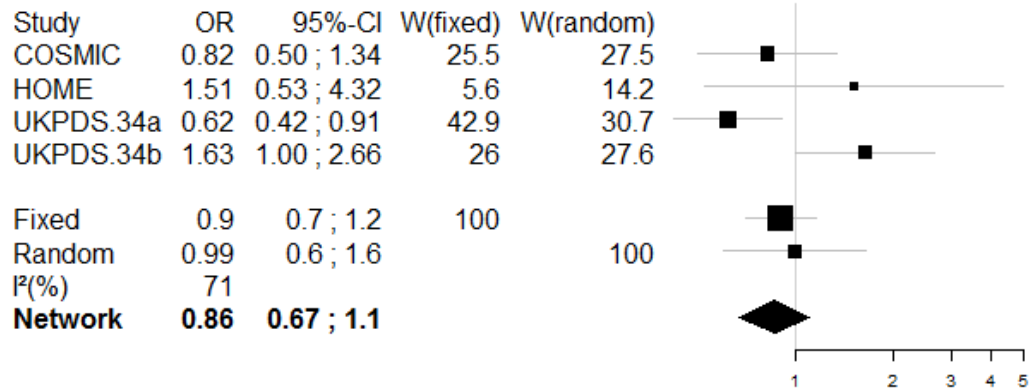 Study OR 95%-CI W(fixed) W(random)
COSMIC 0.82 0.50 ; 1.34 25.5 27.5
HOME 1.51 0.53 ; 4.32 5.6 14.2
UKPDS.34a 0.62 0.42 ; 0.91 42.9 30.7
UKPDS.34b 1.63 1.00 ; 2.66 26 27.6
Fixed 0.9 0.7 ; 1.2 100
Random 0.99 0.6 ; 1.6 100
I²(%) 71
Network 0.86 0.67 ; 1.1
1 2 3 4 5